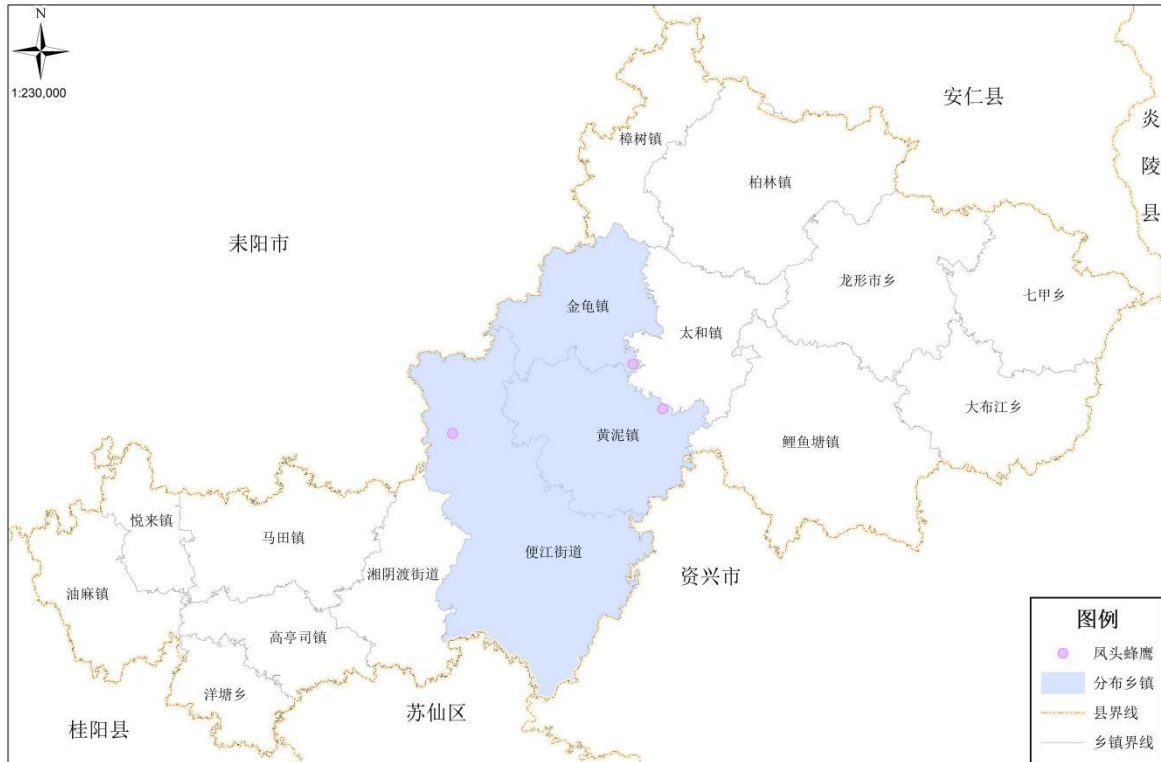 N
1:230,000
安仁县
炎陵县
樟树镇
柏林镇
耒阳市
龙形市乡
七甲乡
金龟镇
太和镇
大布江乡
黄泥镇
鲤鱼塘镇
悦来镇
马田镇
便江街道
湘阴渡街道
资兴市
油麻镇
高亭司镇
洋塘乡
苏仙区
桂阳县
图例
凤头蜂鹰
分布乡镇
县界线
乡镇界线